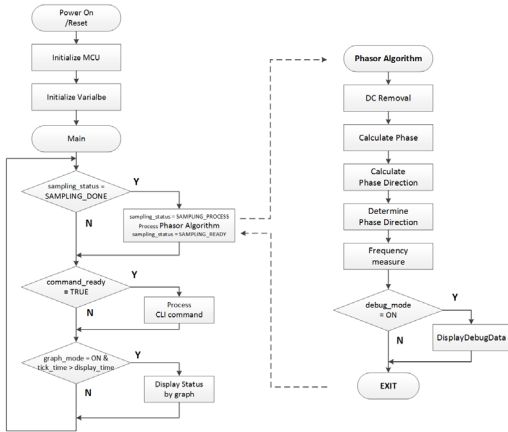 Power On
/Reset
Initialize MCU
Initialize Varialbe
Main
sampling_status =
SAMPLING_DONE
Y
N
sampling_status = SAMPLING_PROCESS
Process Phasor Algorithm
sampling_status = SAMPLING_READY
command_ready
= TRUE
Y
N
Process
CLI command
graph_mode = ON &
tick_time > display_time
Y
N
Display Status
by graph
Phasor Algorithm
DC Removal
Calculate Phase
Calculate
Phase Direction
Determine
Phase Direction
Frequency
measure
debug_mode
= ON
Y
N
DisplayDebugData
EXIT